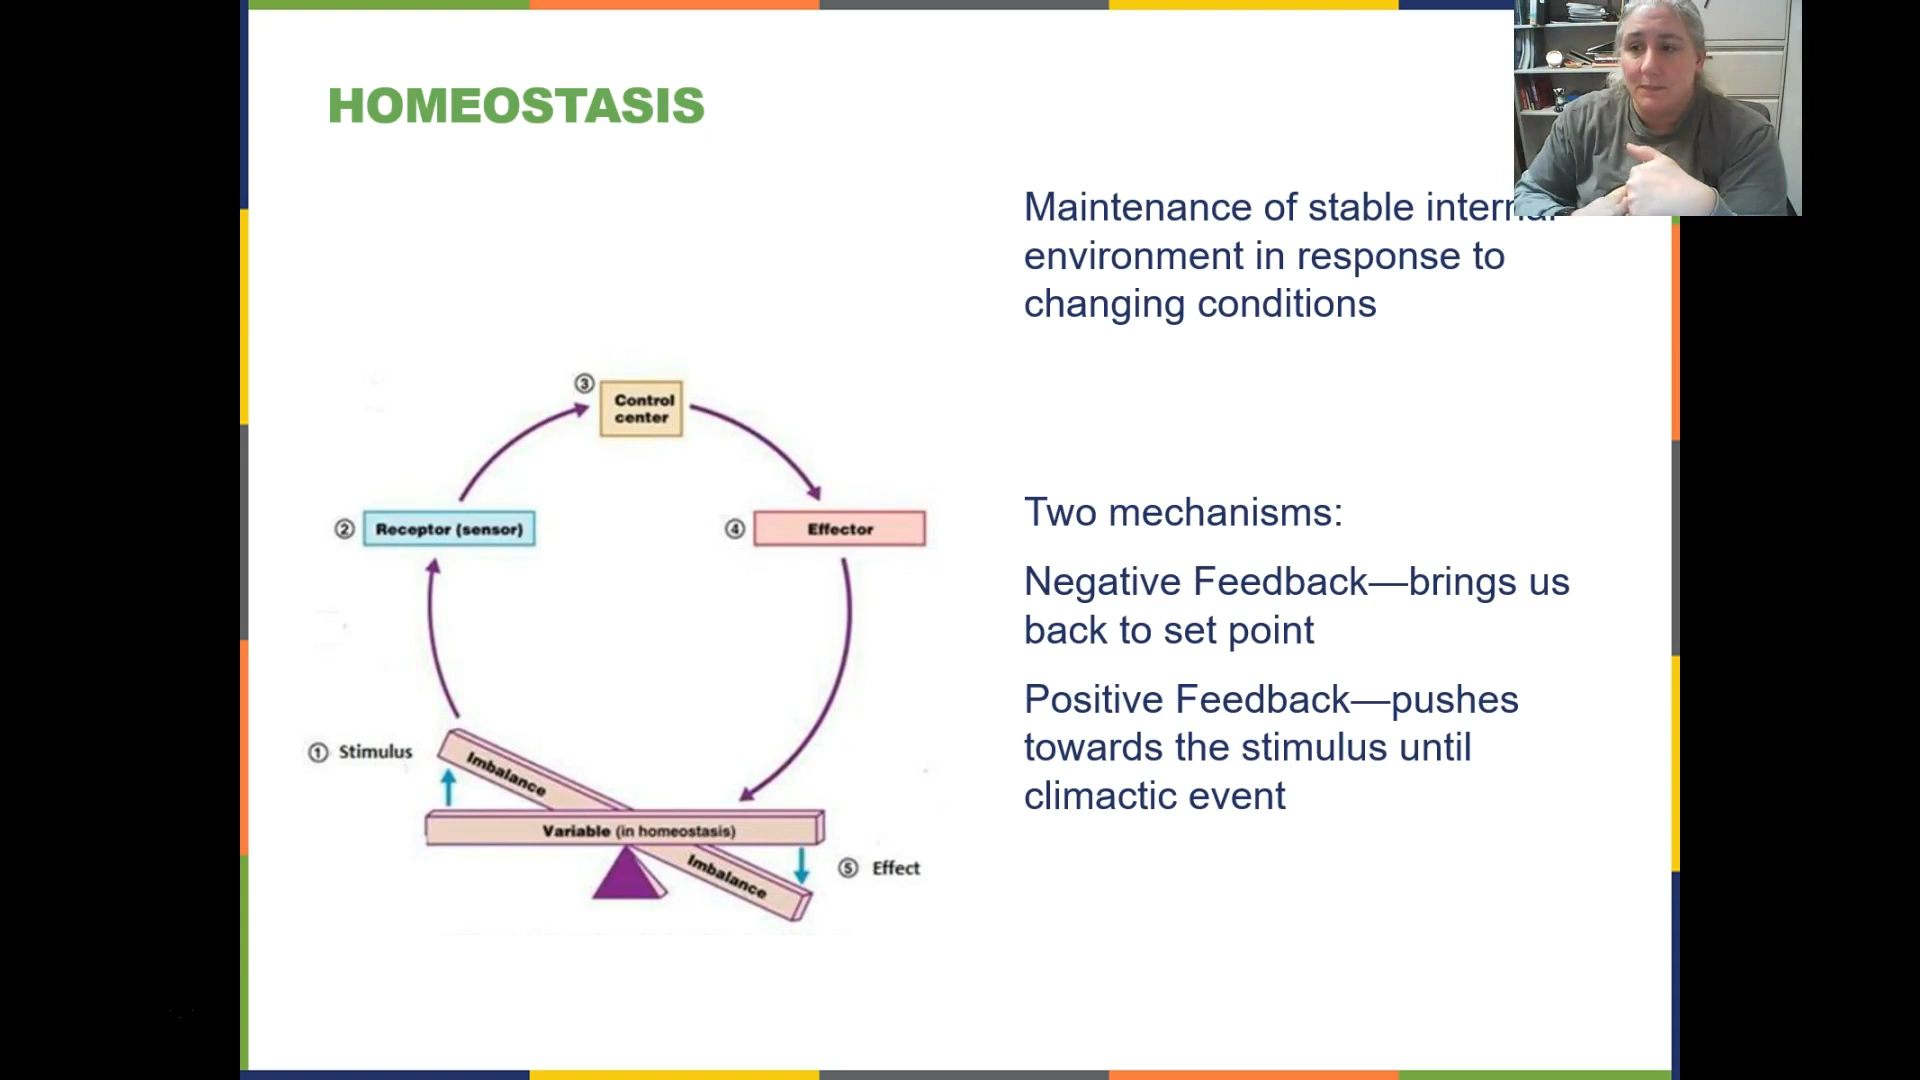 HOMEOSTASIS
Maintenance of stable internal
environment in response to
changing conditions
③
Control
center
② Receptor (sensor)
④ Effector
Two mechanisms:
Negative Feedback—brings us
back to set point
Positive Feedback—pushes
towards the stimulus until
climactic event
① Stimulus
Imbalance
Variable (in homeostasis)
Imbalance
⑤ Effect